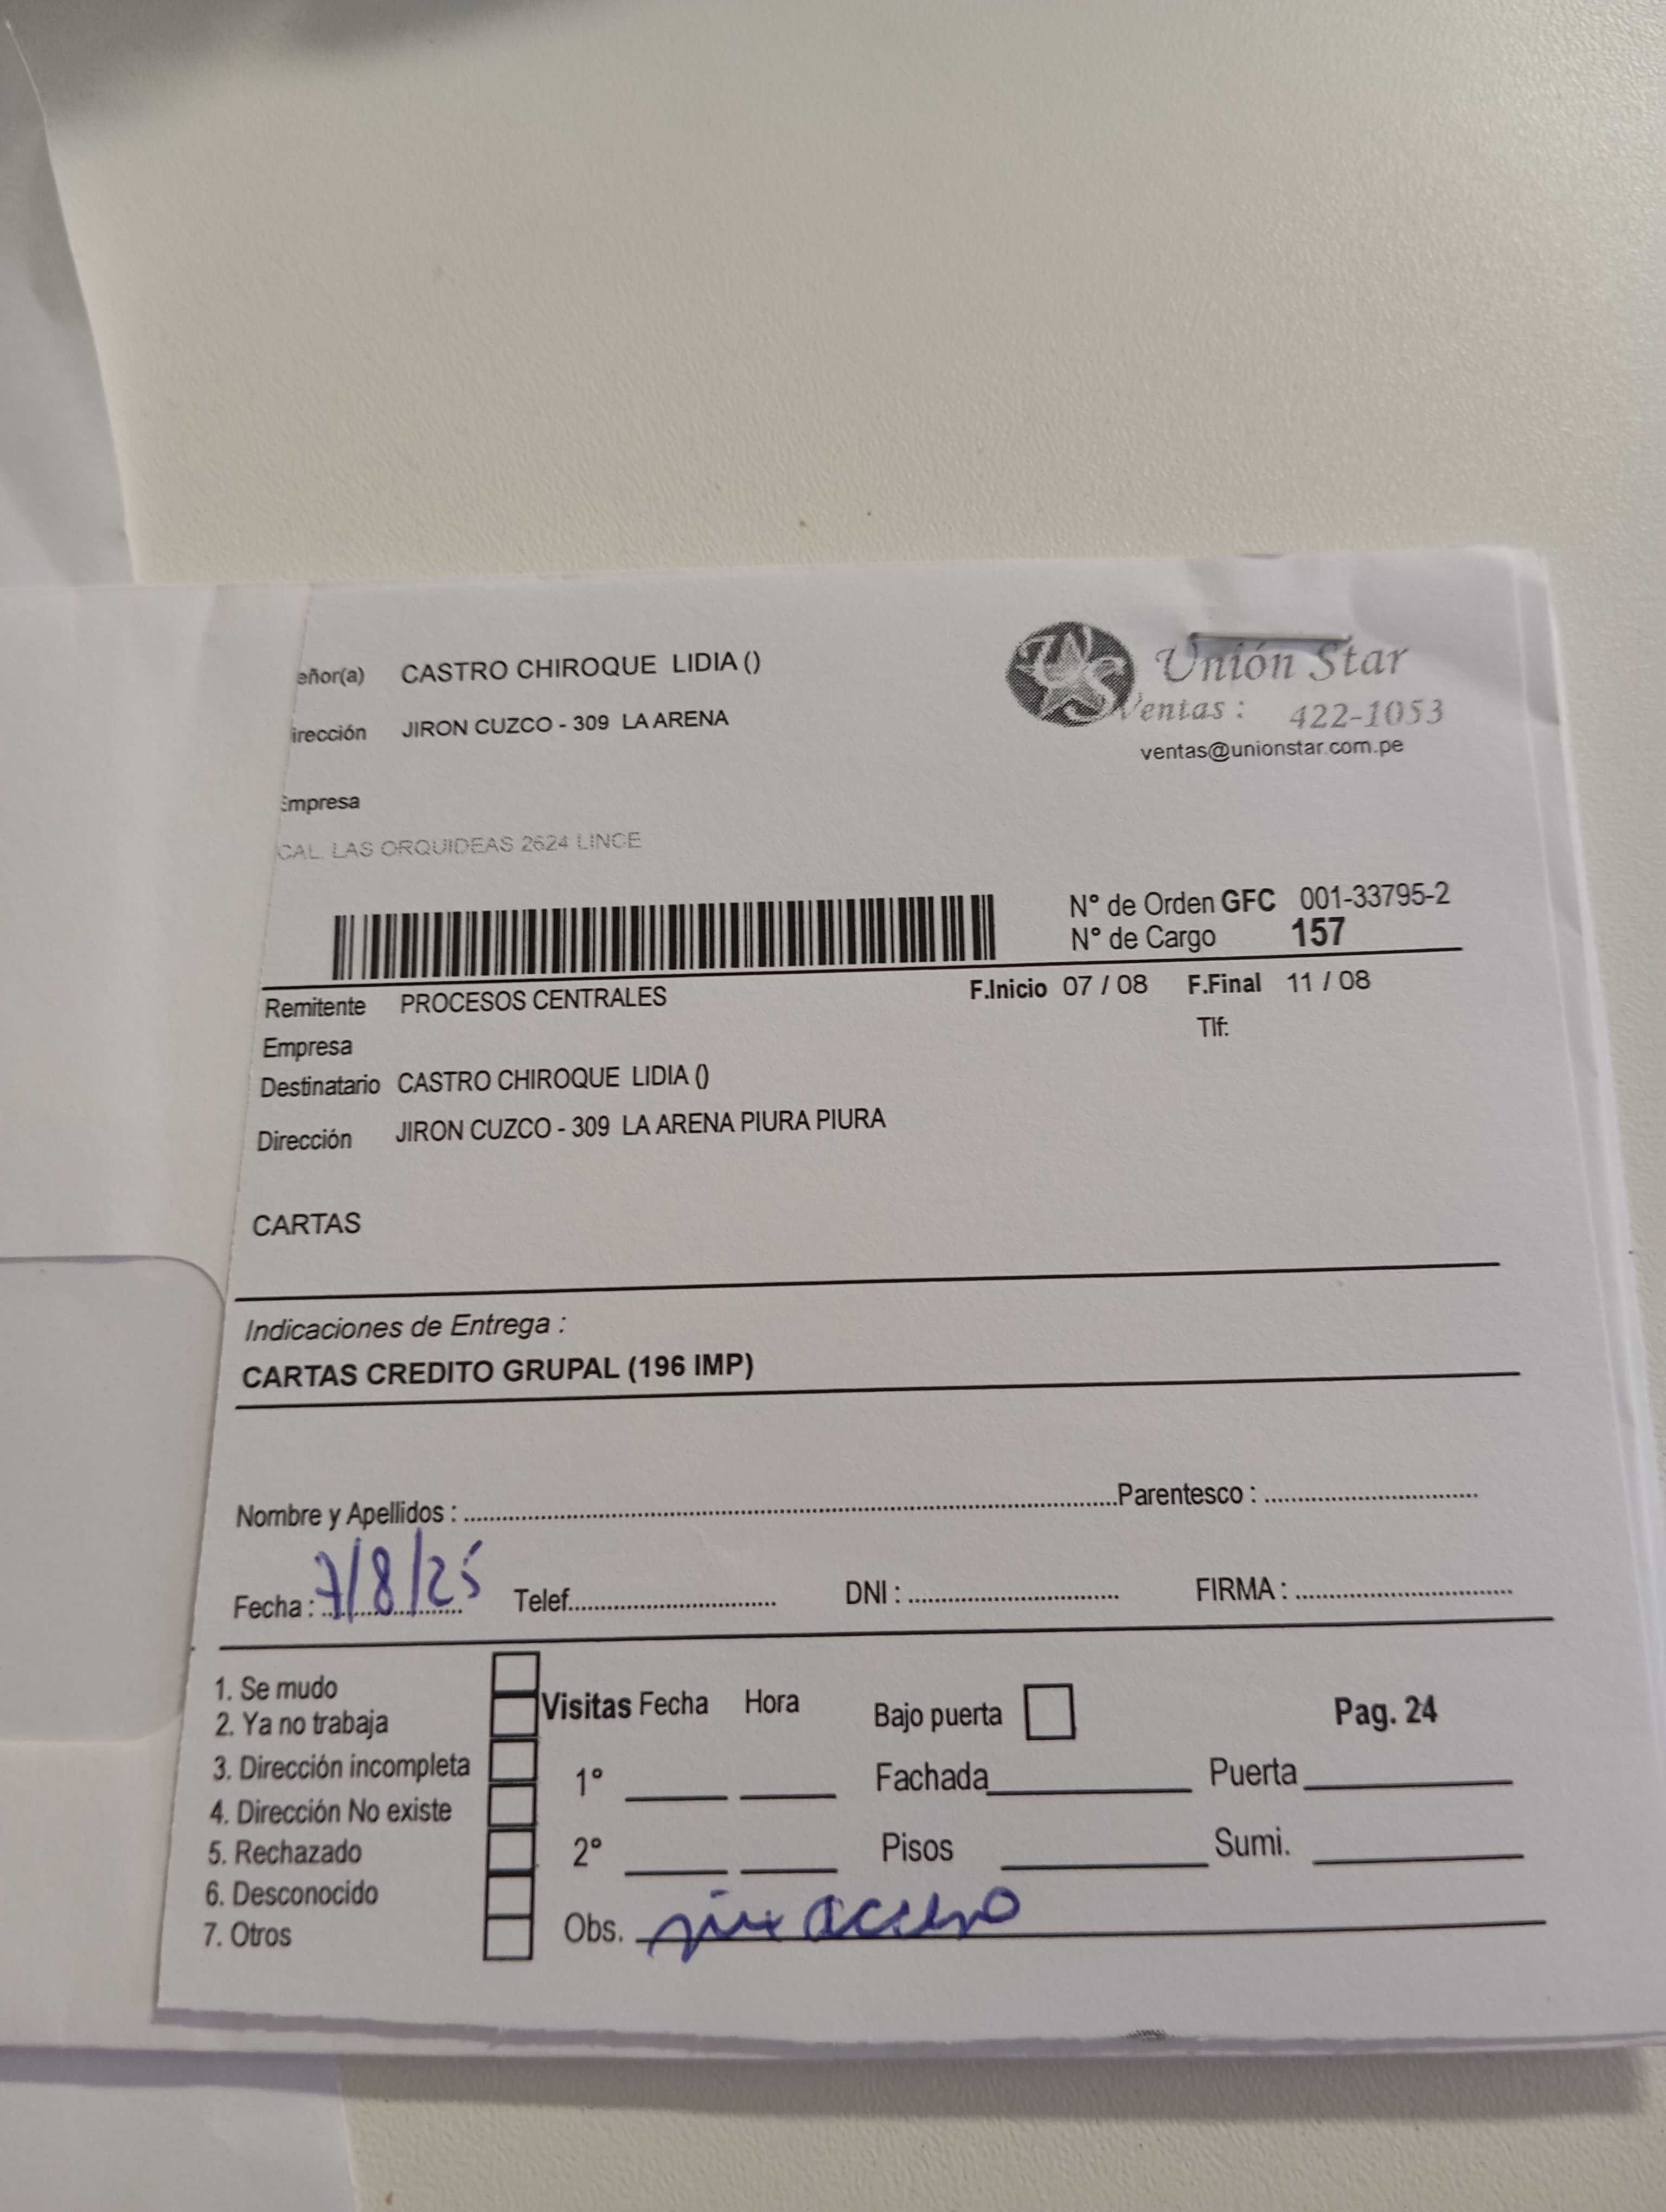 eñor(a) CASTRO CHIROQUE LIDIA ()
Unión Star
irección JIRON CUZCO - 309 LA ARENA
Ventas : 422-1053
ventas@unionstar.com.pe
Empresa
CAL. LAS ORQUIDEAS 2624 LINCE
N° de Orden GFC 001-33795-2
N° de Cargo 157
Remitente PROCESOS CENTRALES F.Inicio 07 / 08 F.Final 11 / 08
Empresa Tlf:
Destinatario CASTRO CHIROQUE LIDIA ()
Dirección JIRON CUZCO - 309 LA ARENA PIURA PIURA
CARTAS
Indicaciones de Entrega :
CARTAS CREDITO GRUPAL (196 IMP)
Nombre y Apellidos : Parentesco :
Fecha : 7/8/25 Telef. DNI : FIRMA :
1. Se mudo
2. Ya no trabaja
Visitas Fecha Hora Bajo puerta Pag. 24
3. Dirección incompleta
1° Fachada Puerta
4. Dirección No existe
5. Rechazado
2° Pisos Sumi.
6. Desconocido
7. Otros
Obs. sin acceso